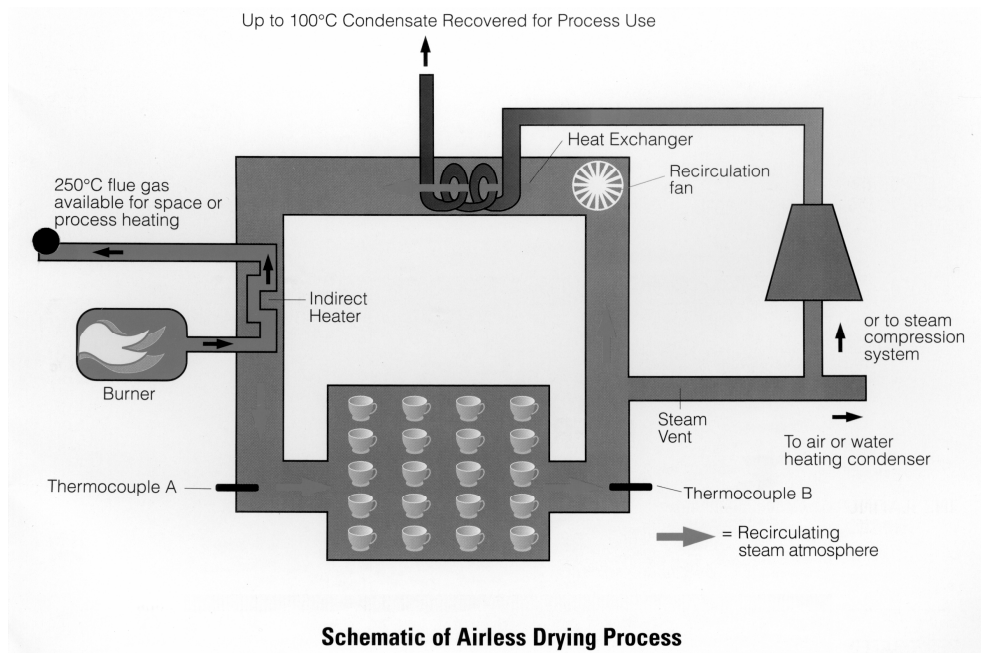 Up to 100°C Condensate Recovered for Process Use
Heat Exchanger
Recirculation
fan
250°C flue gas
available for space or
process heating
Indirect
Heater
or to steam
compression
system
Burner
Steam
Vent
To air or water
heating condenser
Thermocouple A
Thermocouple B
= Recirculating
steam atmosphere
Schematic of Airless Drying Process